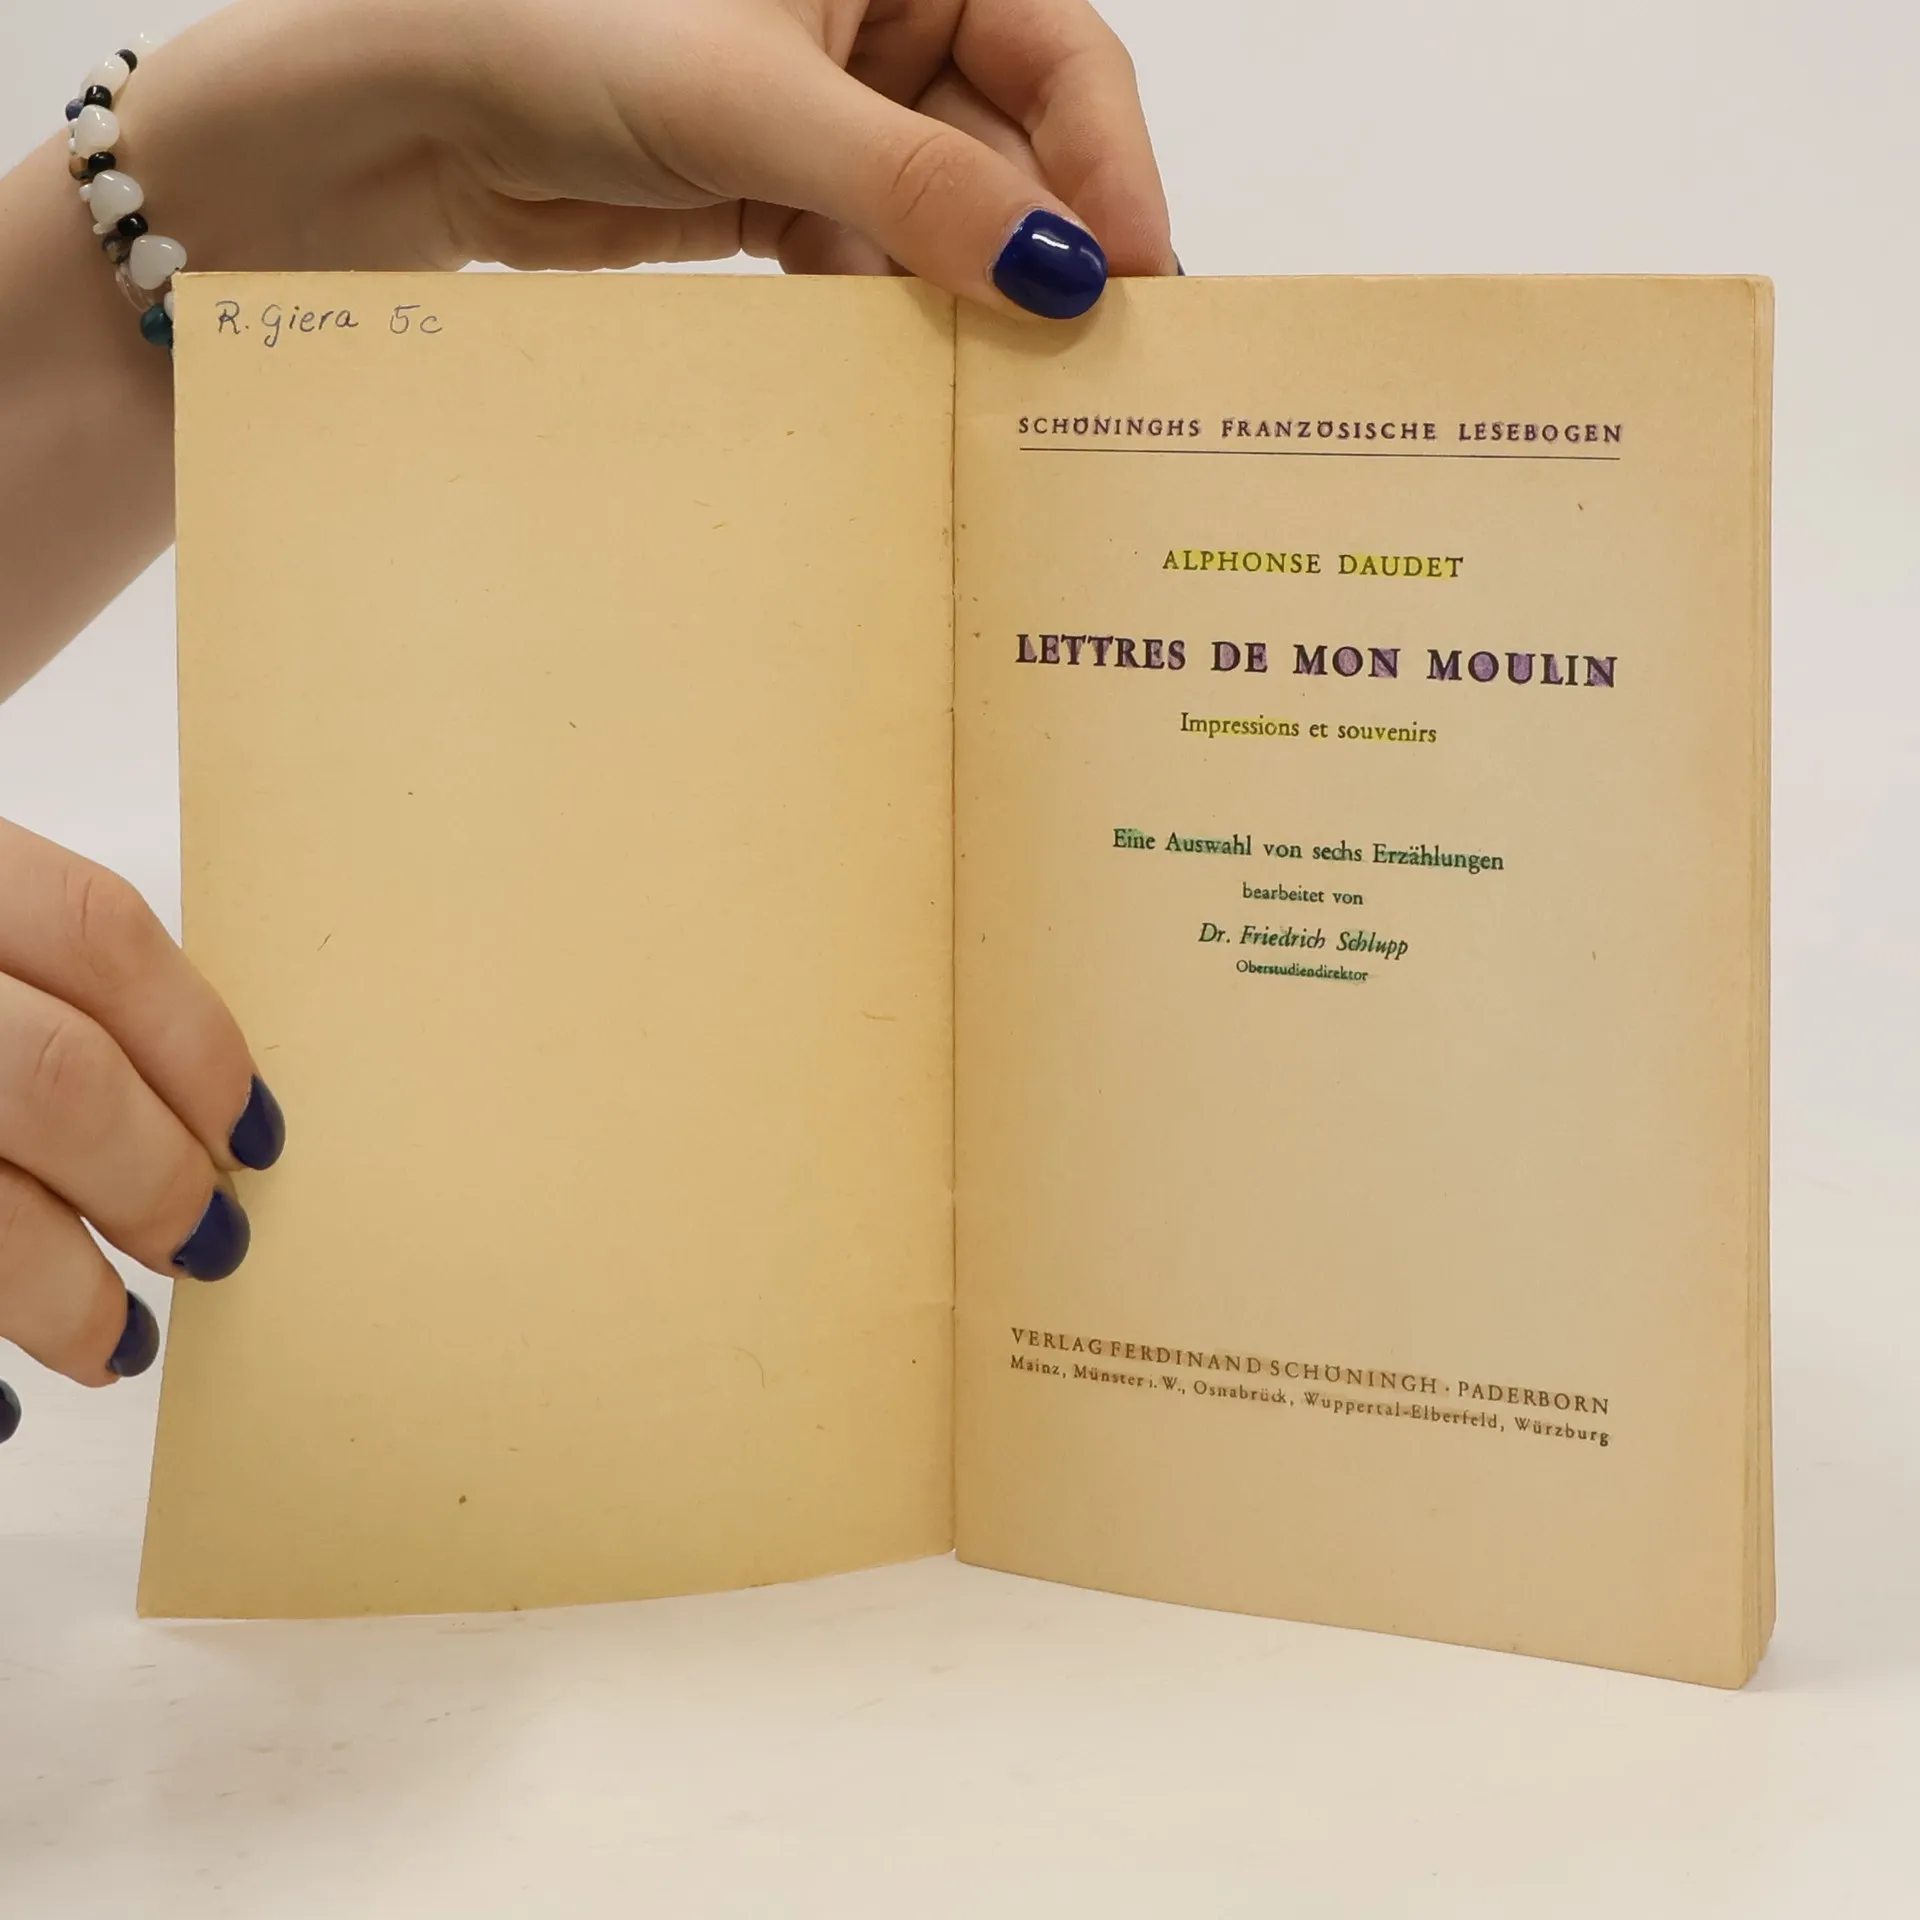 R. Giera 5c
SCHÖNINGHS FRANZÖSISCHE LESEBOGEN
ALPHONSE DAUDET
LETTRES DE MON MOULIN
Impressions et souvenirs
Eine Auswahl von sechs Erzählungen
bearbeitet von
Dr. Friedrich Schlupp
Oberstudiendirektor
VERLAG FERDINAND SCHÖNINGH · PADERBORN
Mainz, Münster i. W., Osnabrück, Wuppertal-Elberfeld, Würzburg